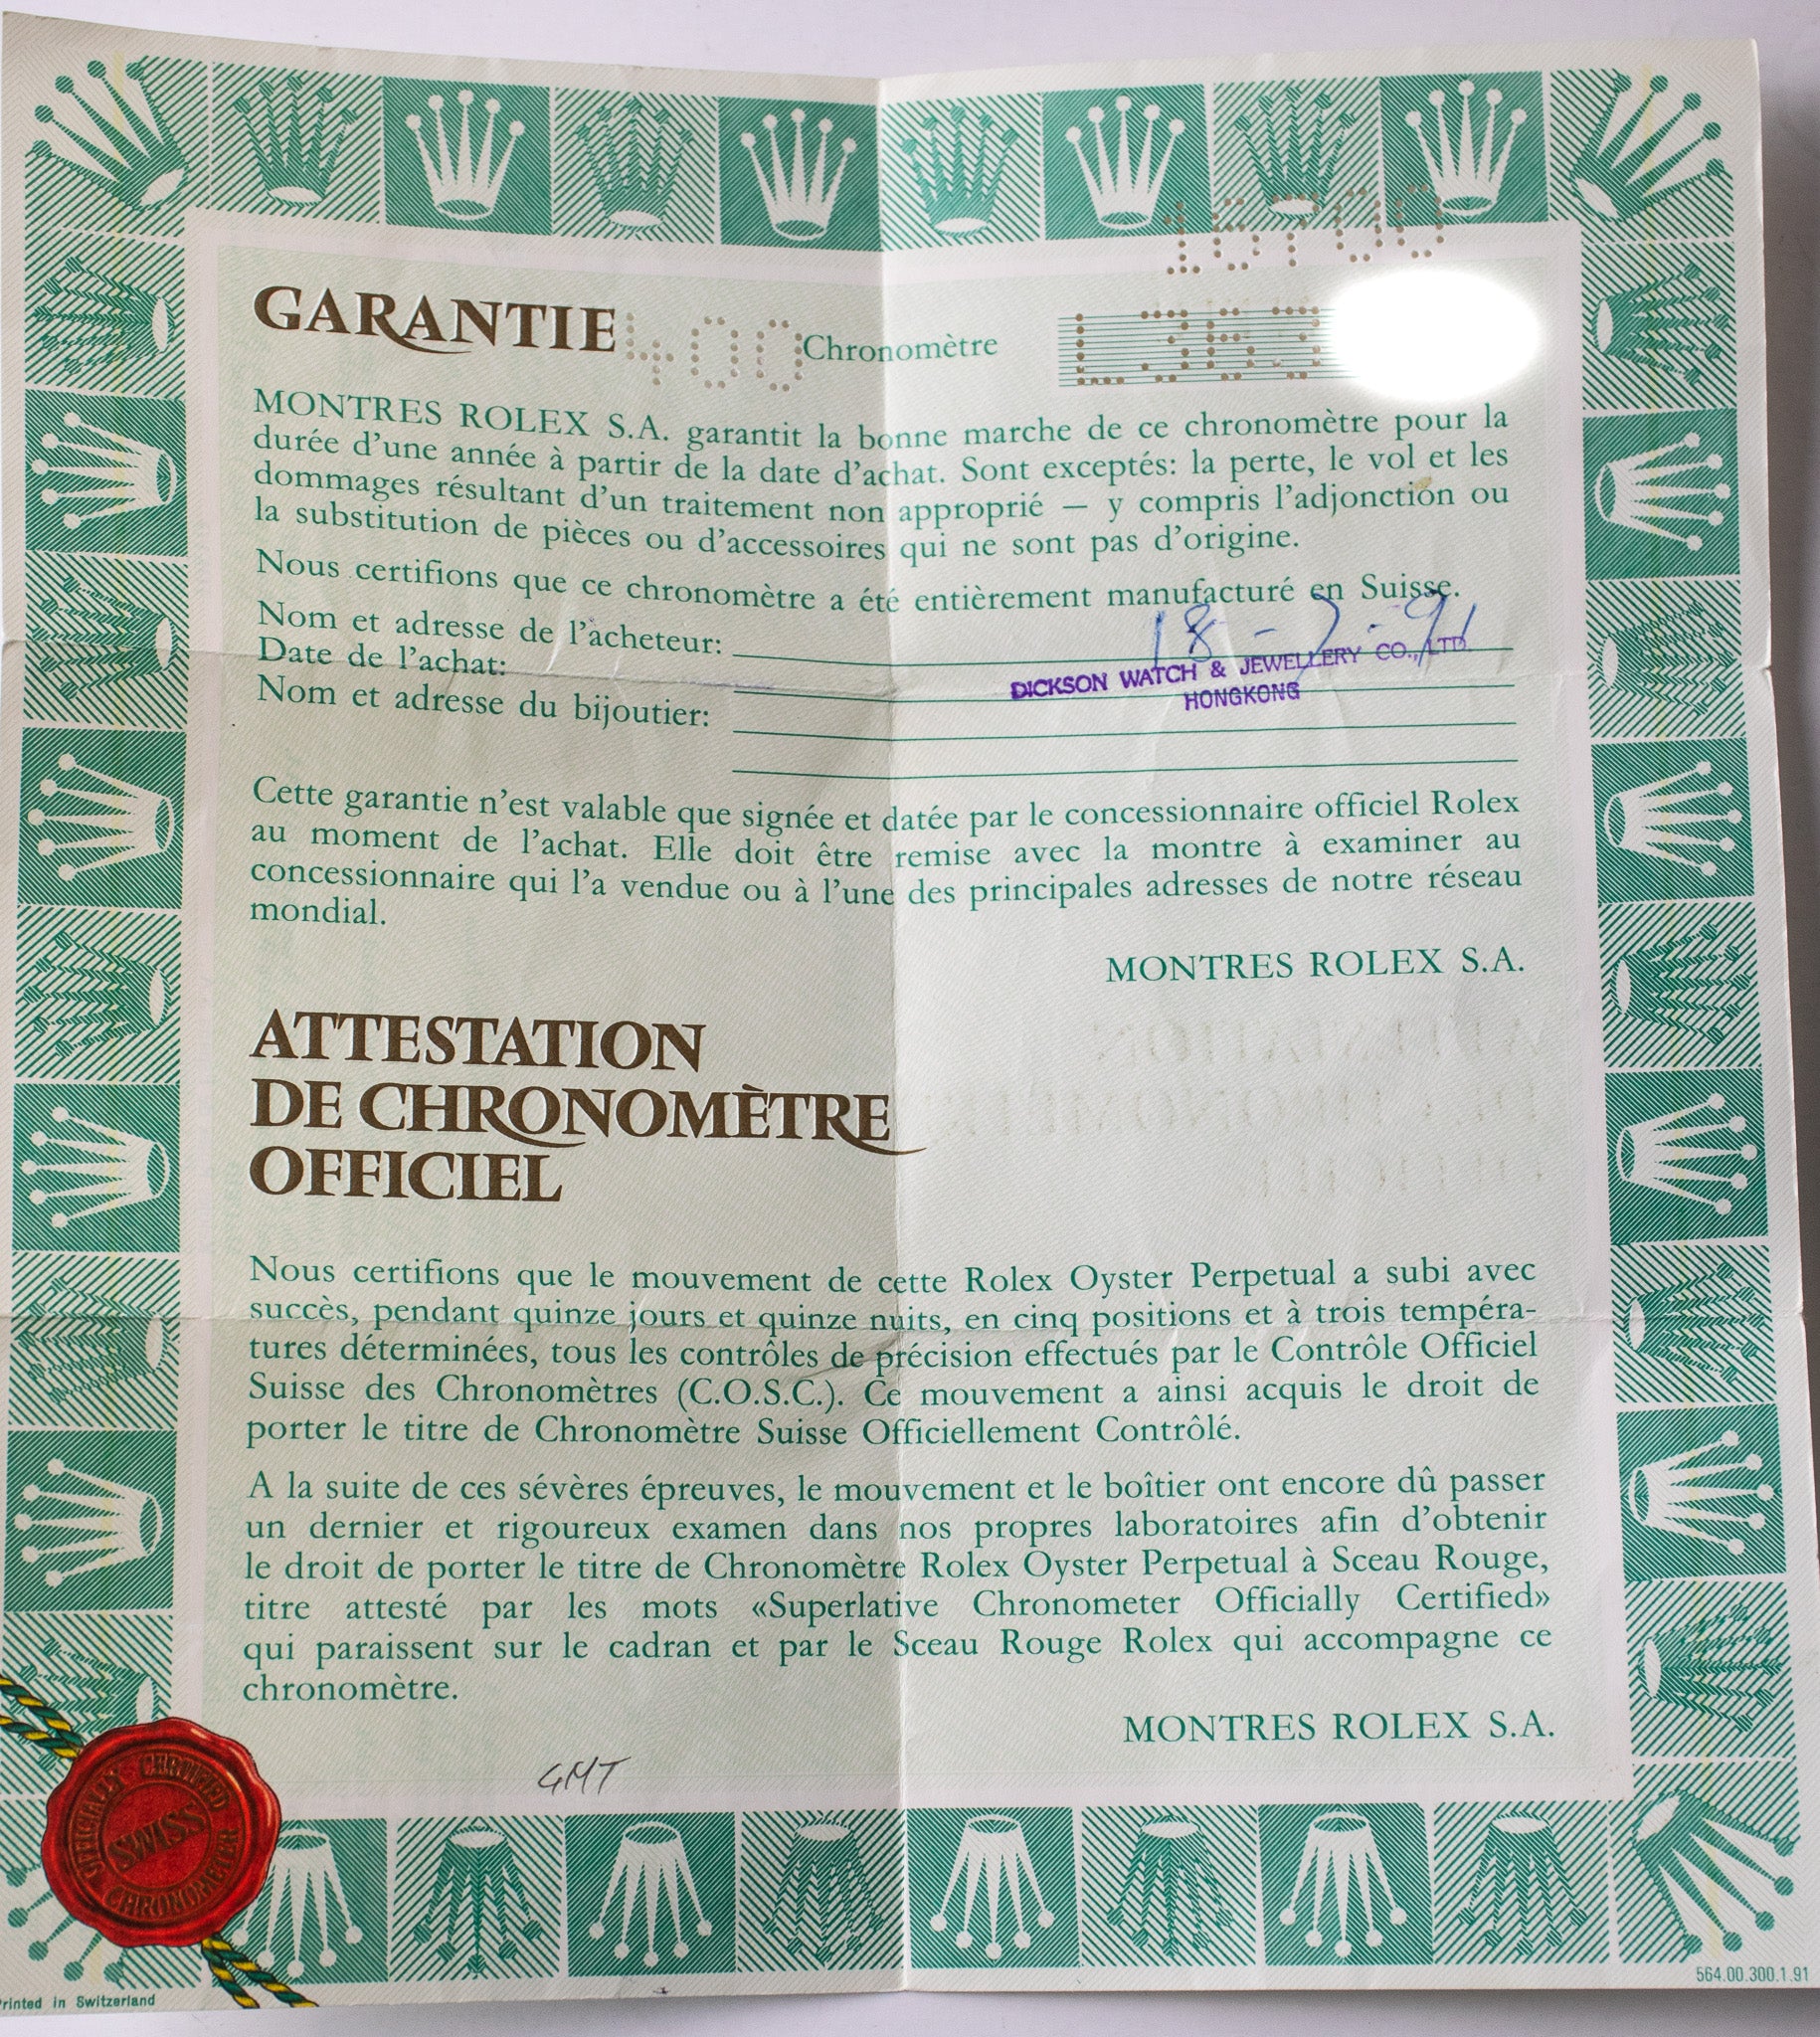 16700
GARANTIE 400 Chronomètre L363
MONTRES ROLEX S.A. garantit la bonne marche de ce chronomètre pour la
durée d'une année à partir de la date d'achat. Sont exceptés: la perte, le vol et les
dommages résultant d'un traitement non approprié — y compris l'adjonction ou
la substitution de pièces ou d'accessoires qui ne sont pas d'origine.
Nous certifions que ce chronomètre a été entièrement manufacturé en Suisse.
Nom et adresse de l'acheteur:
18 - 7 - 91
Date de l'achat:
DICKSON WATCH & JEWELLERY CO., LTD.
HONGKONG
Nom et adresse du bijoutier:
Cette garantie n'est valable que signée et datée par le concessionnaire officiel Rolex
au moment de l'achat. Elle doit être remise avec la montre à examiner au
concessionnaire qui l'a vendue ou à l'une des principales adresses de notre réseau
mondial.
MONTRES ROLEX S.A.
ATTESTATION
DE CHRONOMÈTRE
OFFICIEL
Nous certifions que le mouvement de cette Rolex Oyster Perpetual a subi avec
succès, pendant quinze jours et quinze nuits, en cinq positions et à trois tempéra-
tures déterminées, tous les contrôles de précision effectués par le Contrôle Officiel
Suisse des Chronomètres (C.O.S.C.). Ce mouvement a ainsi acquis le droit de
porter le titre de Chronomètre Suisse Officiellement Contrôlé.
A la suite de ces sévères épreuves, le mouvement et le boîtier ont encore dû passer
un dernier et rigoureux examen dans nos propres laboratoires afin d'obtenir
le droit de porter le titre de Chronomètre Rolex Oyster Perpetual à Sceau Rouge,
titre attesté par les mots «Superlative Chronometer Officially Certified»
qui paraissent sur le cadran et par le Sceau Rouge Rolex qui accompagne ce
chronomètre.
MONTRES ROLEX S.A.
GMT
OFFICIALLY CERTIFIED
SWISS
CHRONOMETER
564.00.300.1.91
Printed in Switzerland